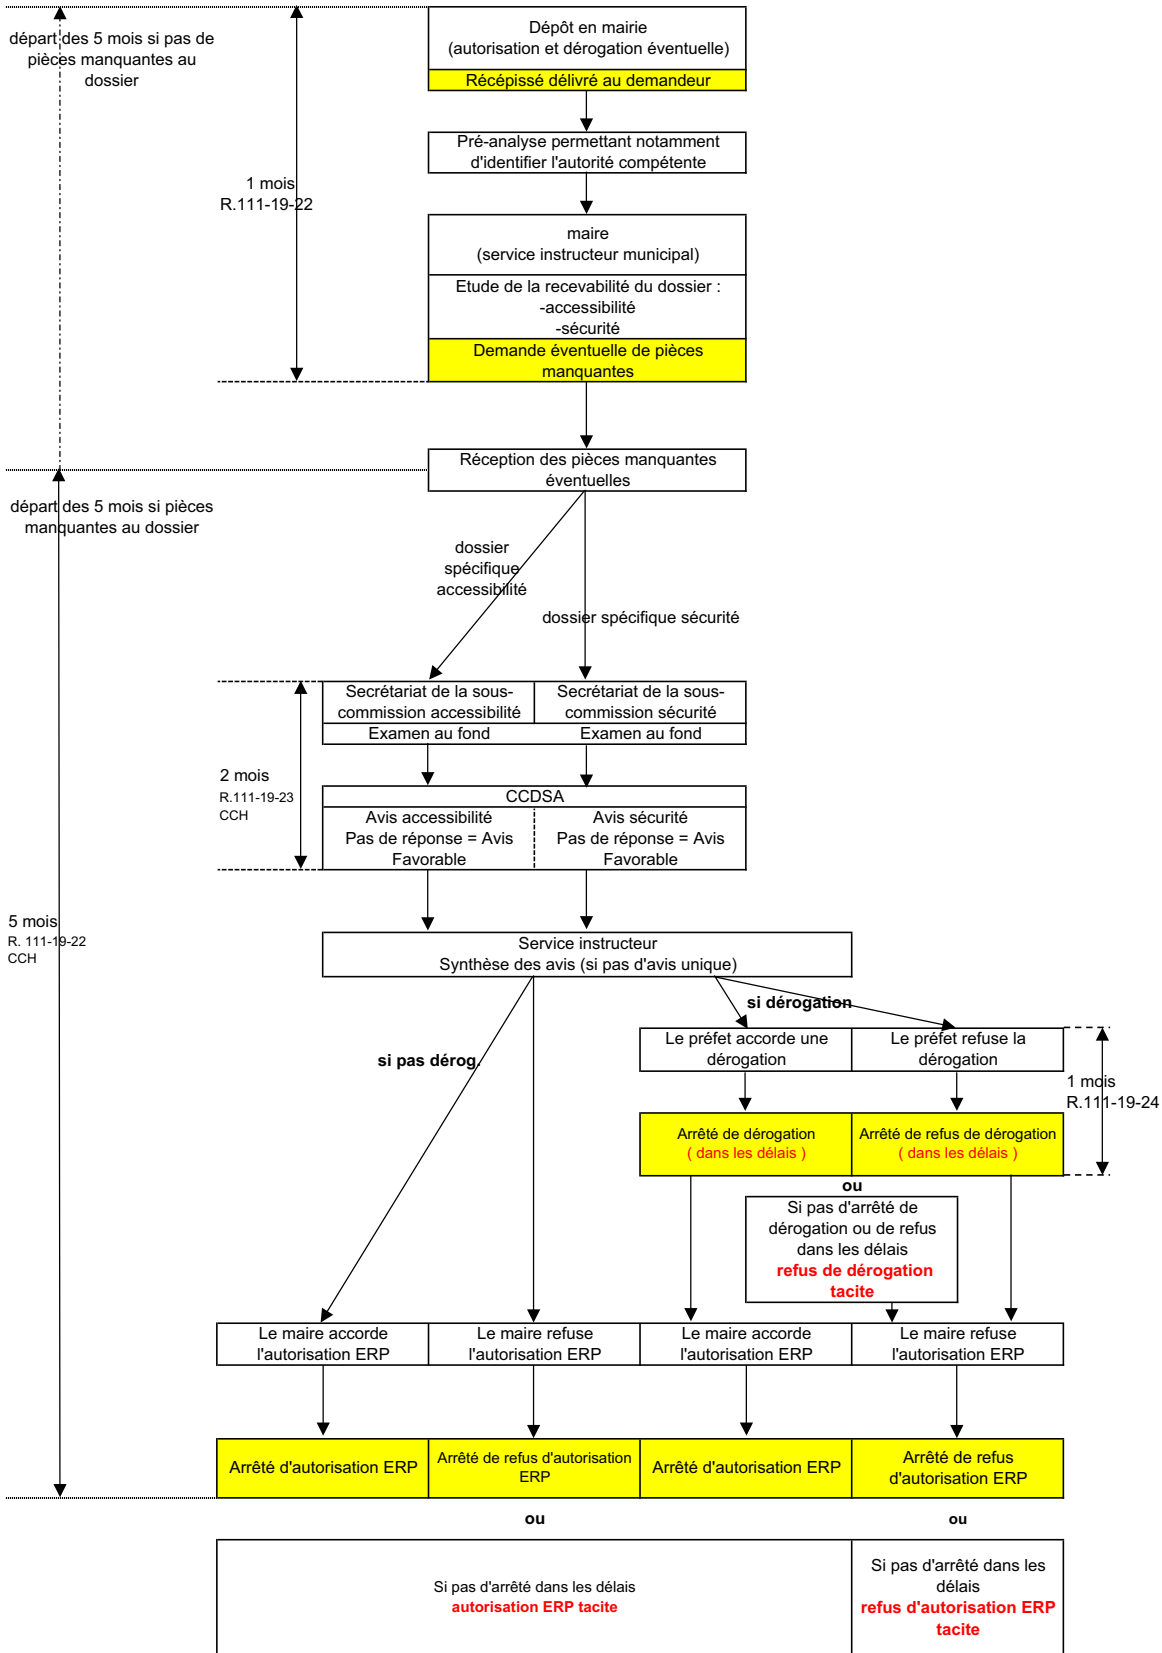 départ des 5 mois si pas de
pièces manquantes au
dossier
Dépôt en mairie
(autorisation et dérogation éventuelle)
Récépissé délivré au demandeur
Pré-analyse permettant notamment
d'identifier l'autorité compétente
1 mois
R.111-19-22
maire
(service instructeur municipal)
Etude de la recevabilité du dossier :
-accessibilité
-sécurité
Demande éventuelle de pièces
manquantes
Réception des pièces manquantes
éventuelles
départ des 5 mois si pièces
manquantes au dossier
dossier
spécifique
accessibilité
dossier spécifique sécurité
Secrétariat de la sous-
commission accessibilité
Secrétariat de la sous-
commission sécurité
Examen au fond
Examen au fond
2 mois
R.111-19-23
CCH
CCDSA
Avis accessibilité
Pas de réponse = Avis
Favorable
Avis sécurité
Pas de réponse = Avis
Favorable
5 mois
R. 111-19-22
CCH
Service instructeur
Synthèse des avis (si pas d'avis unique)
si dérogation
si pas dérog.
Le préfet accorde une
dérogation
Le préfet refuse la
dérogation
1 mois
R.111-19-24
Arrêté de dérogation
( dans les délais )
Arrêté de refus de dérogation
( dans les délais )
ou
Si pas d'arrêté de
dérogation ou de refus
dans les délais
refus de dérogation
tacite
Le maire accorde
l'autorisation ERP
Le maire refuse
l'autorisation ERP
Le maire accorde
l'autorisation ERP
Le maire refuse
l'autorisation ERP
Arrêté d'autorisation ERP
Arrêté de refus d'autorisation
ERP
Arrêté d'autorisation ERP
Arrêté de refus
d'autorisation ERP
ou
ou
Si pas d'arrêté dans les délais
autorisation ERP tacite
Si pas d'arrêté dans les
délais
refus d'autorisation ERP
tacite